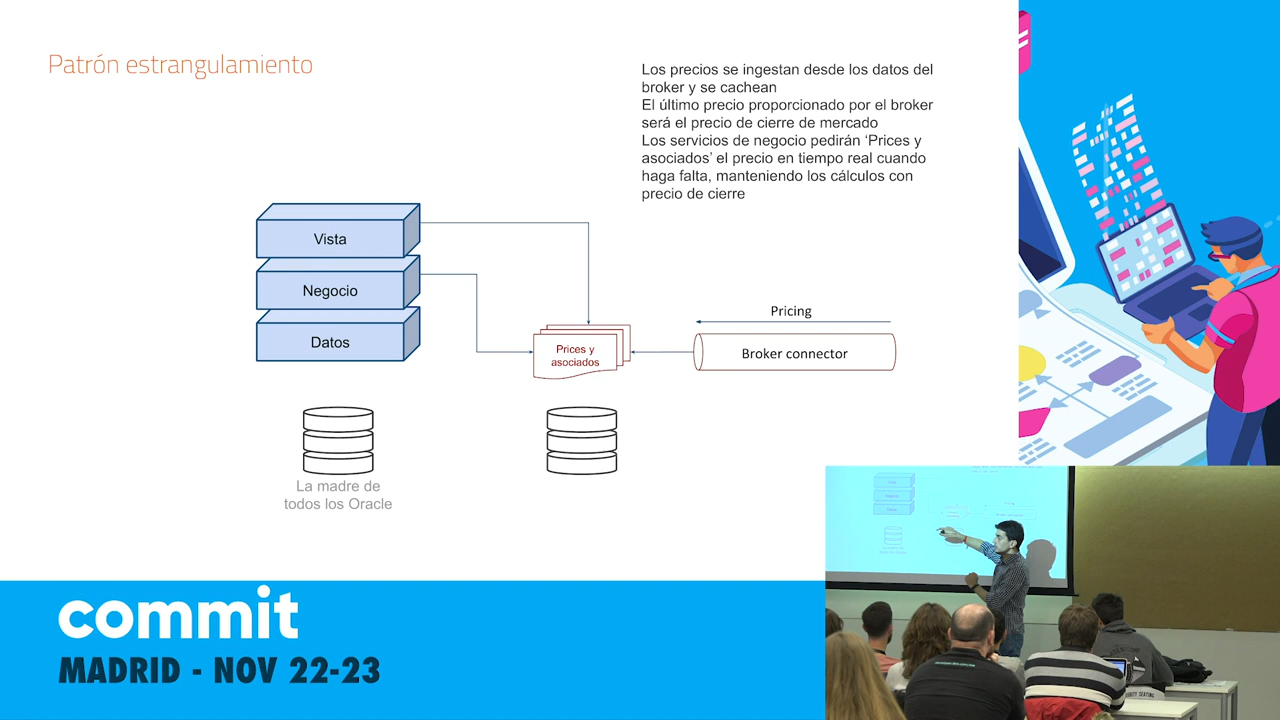 Patrón estrangulamiento
Los precios se ingestan desde los datos del
broker y se cachean
El último precio proporcionado por el broker
será el precio de cierre de mercado
Los servicios de negocio pedirán ‘Prices y
asociados’ el precio en tiempo real cuando
haga falta, manteniendo los cálculos con
precio de cierre
Vista
Negocio
Datos
Prices y
asociados
Pricing
Broker connector
La madre de
todos los Oracle
commit
MADRID - NOV 22-23